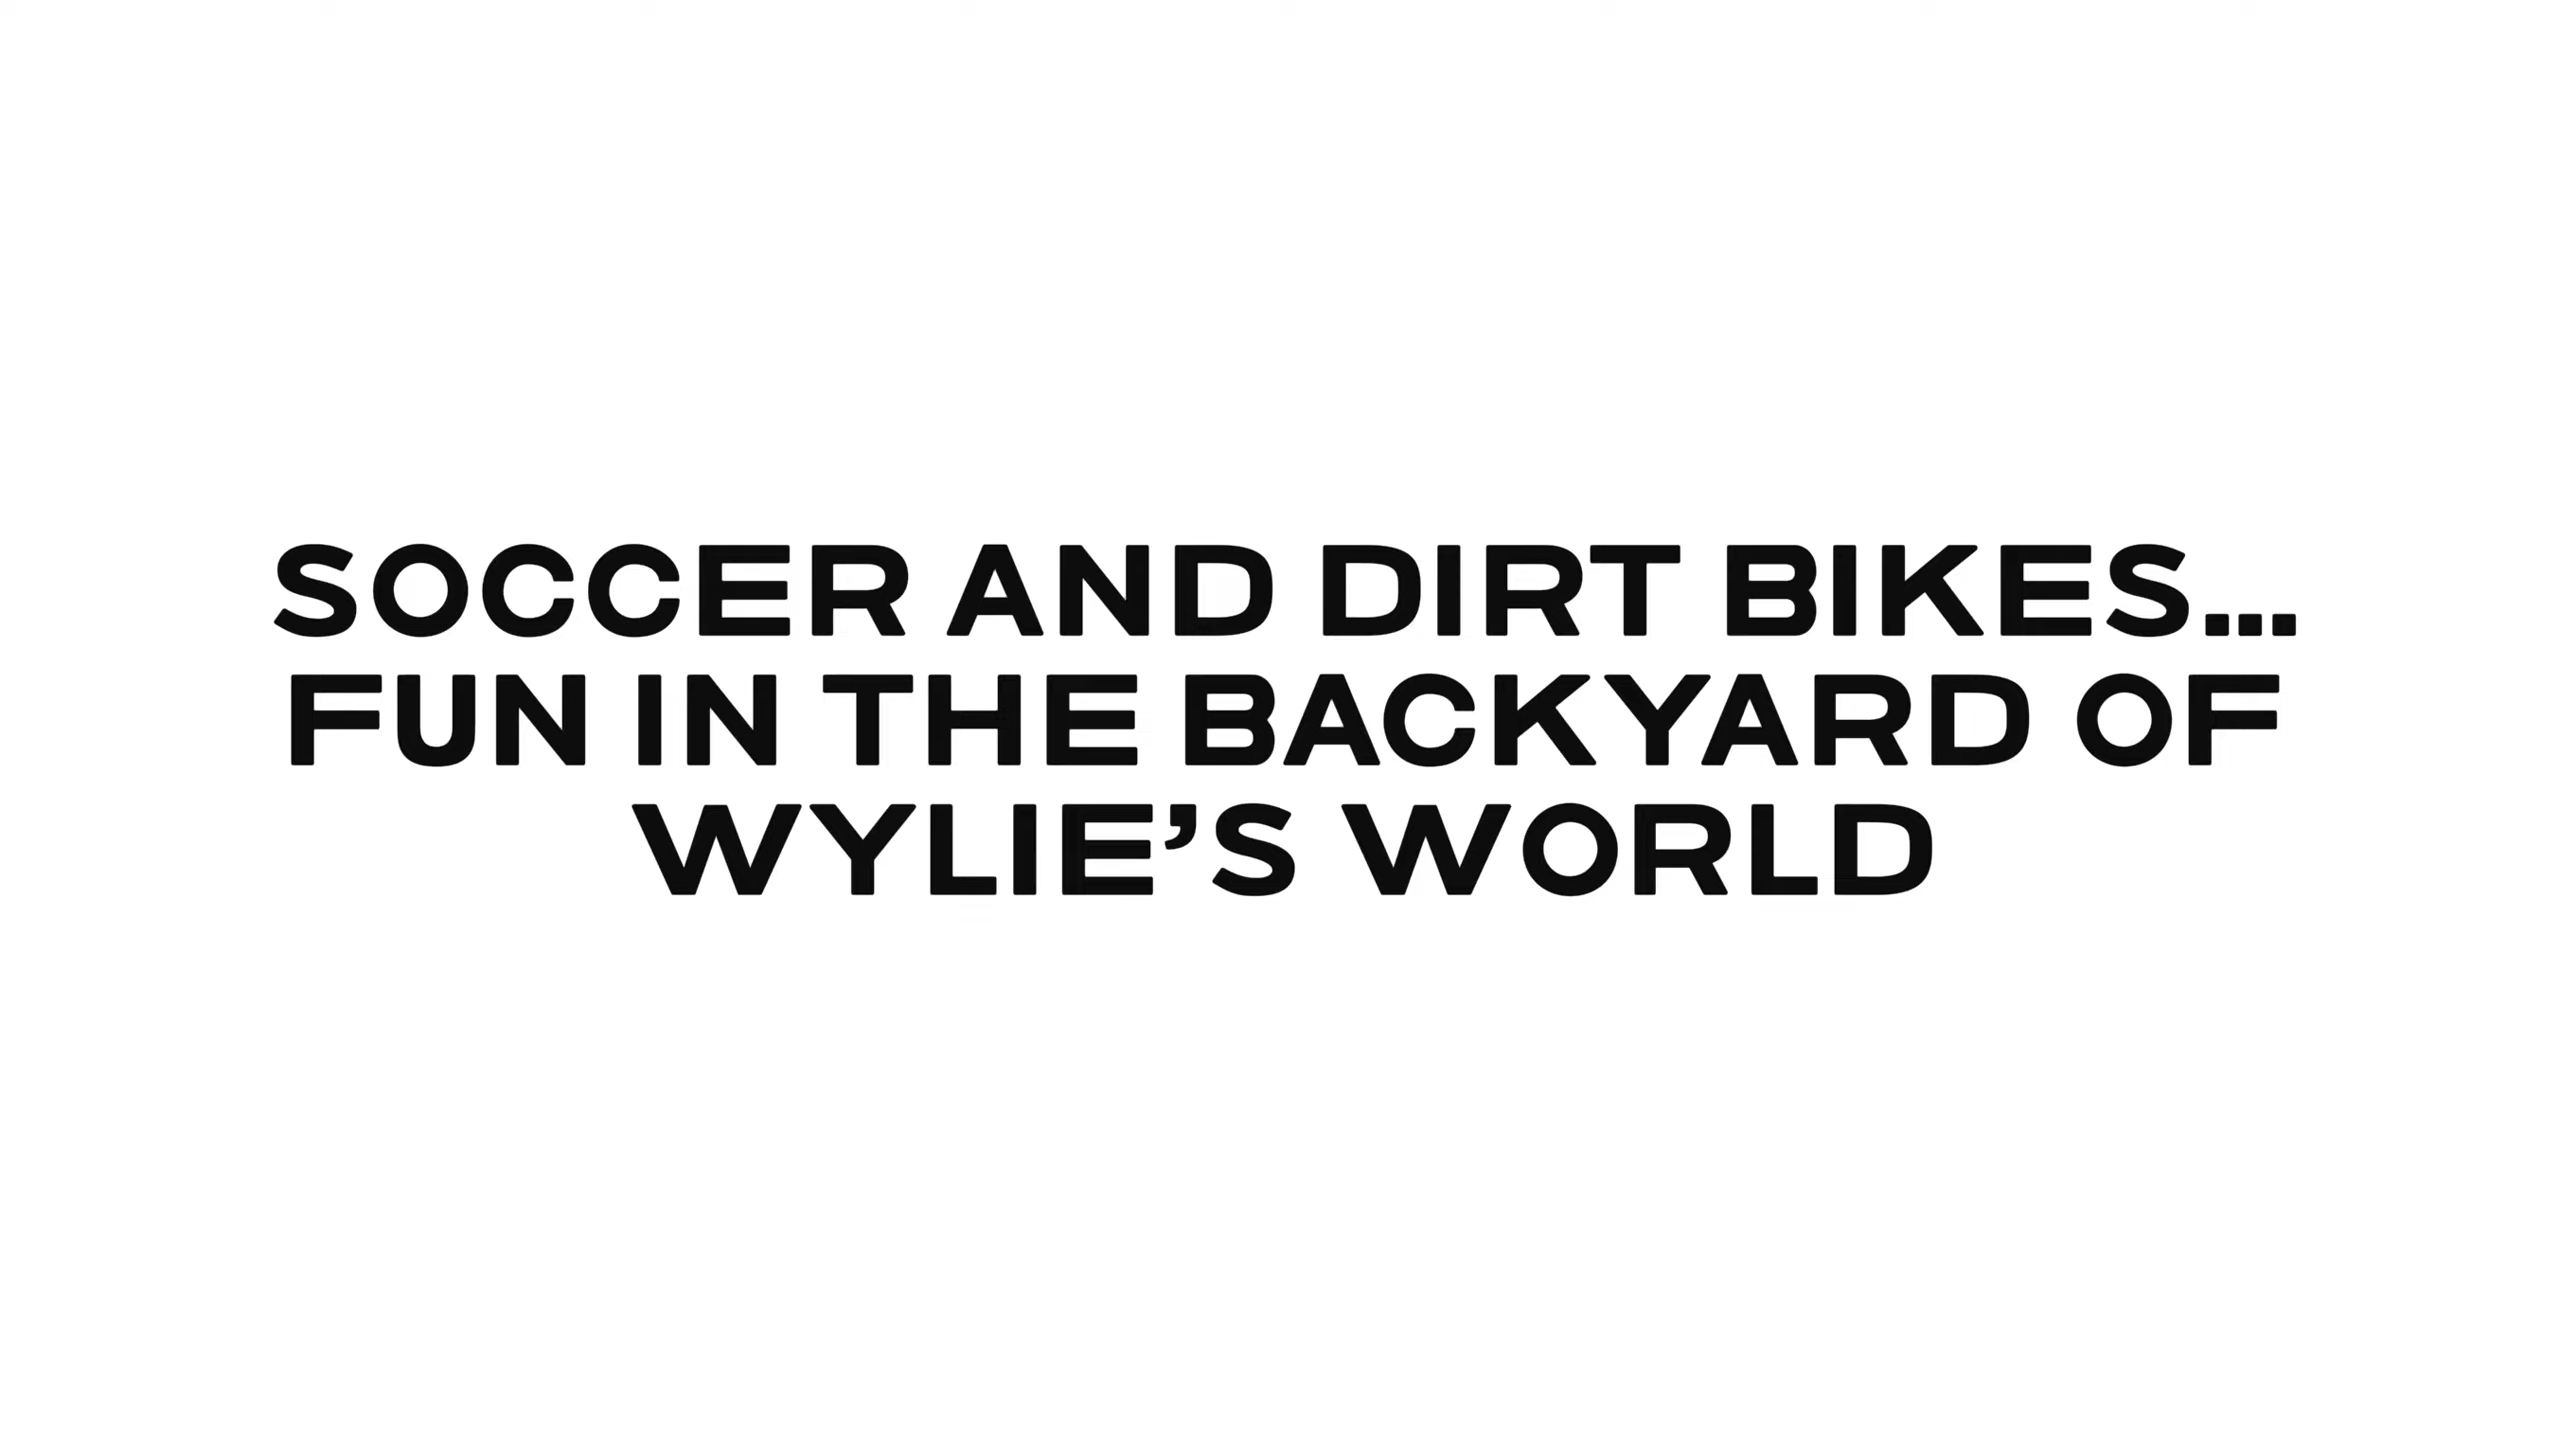 SOCCER AND DIRT BIKES...
FUN IN THE BACKYARD OF
WYLIE’S WORLD